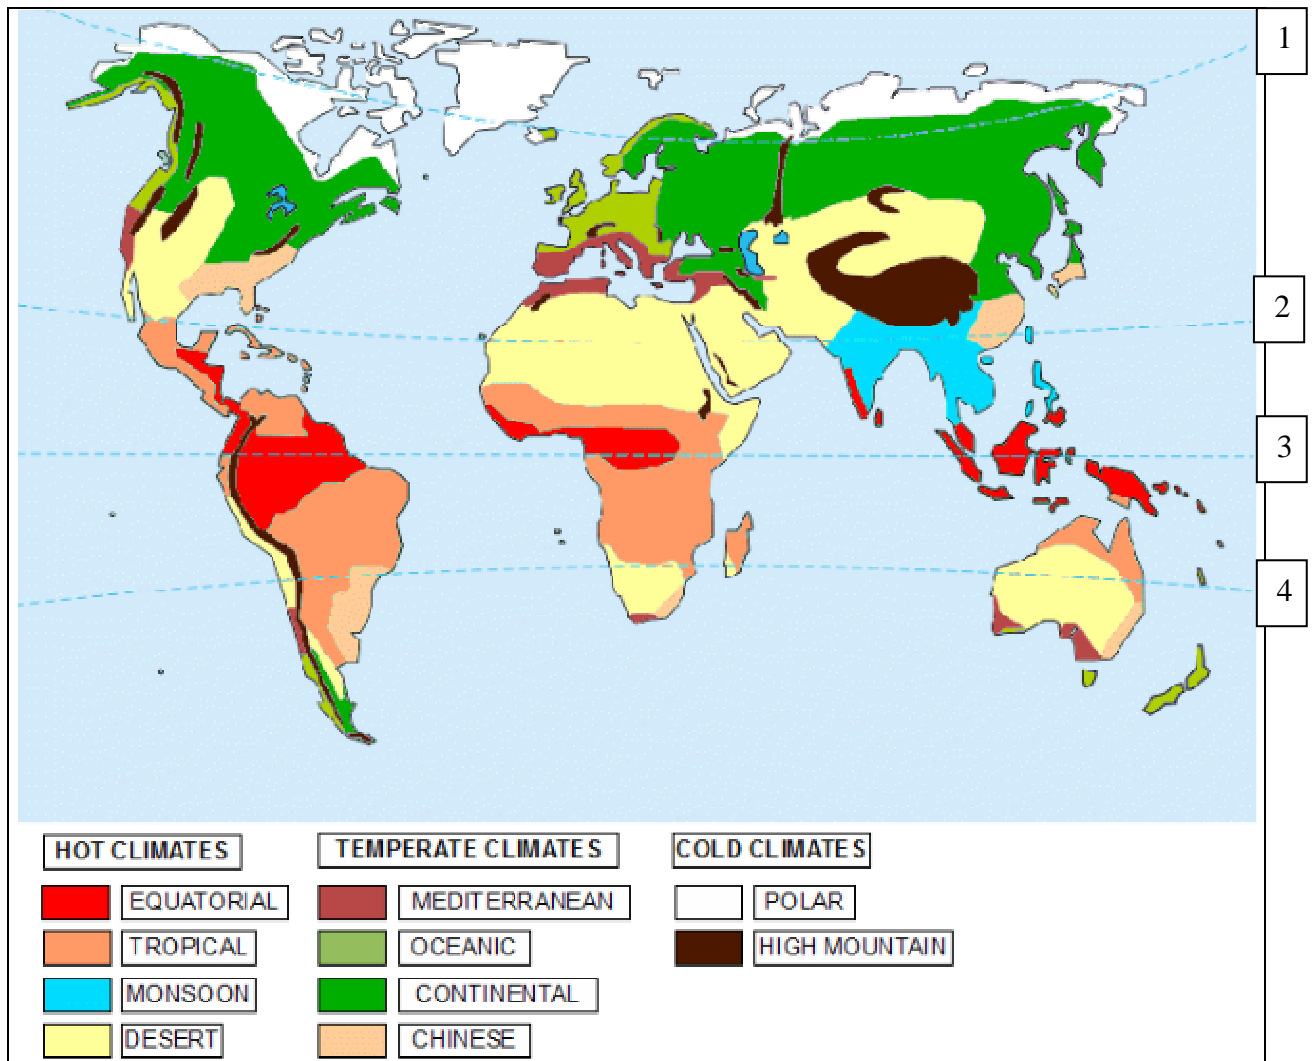 1
2
3
4
HOT CLIMATES
TEMPERATE CLIMATES
COLD CLIMATES
EQUATORIAL
MEDITERRANEAN
POLAR
TROPICAL
OCEANIC
HIGH MOUNTAIN
MONSOON
CONTINENTAL
DESERT
CHINESE